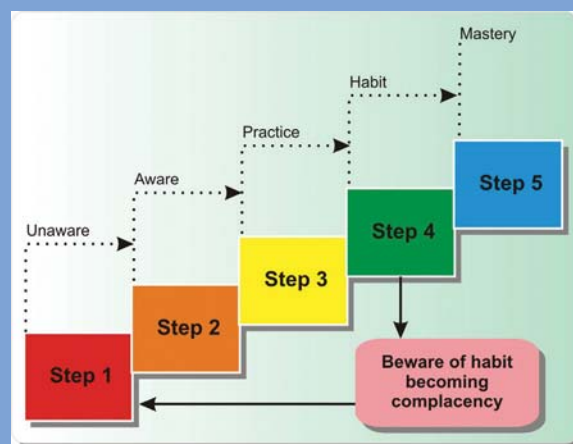 Mastery
Habit
Practice
Aware
Unaware
Step 5
Step 4
Step 3
Step 2
Step 1
Beware of habit
becoming
complacency